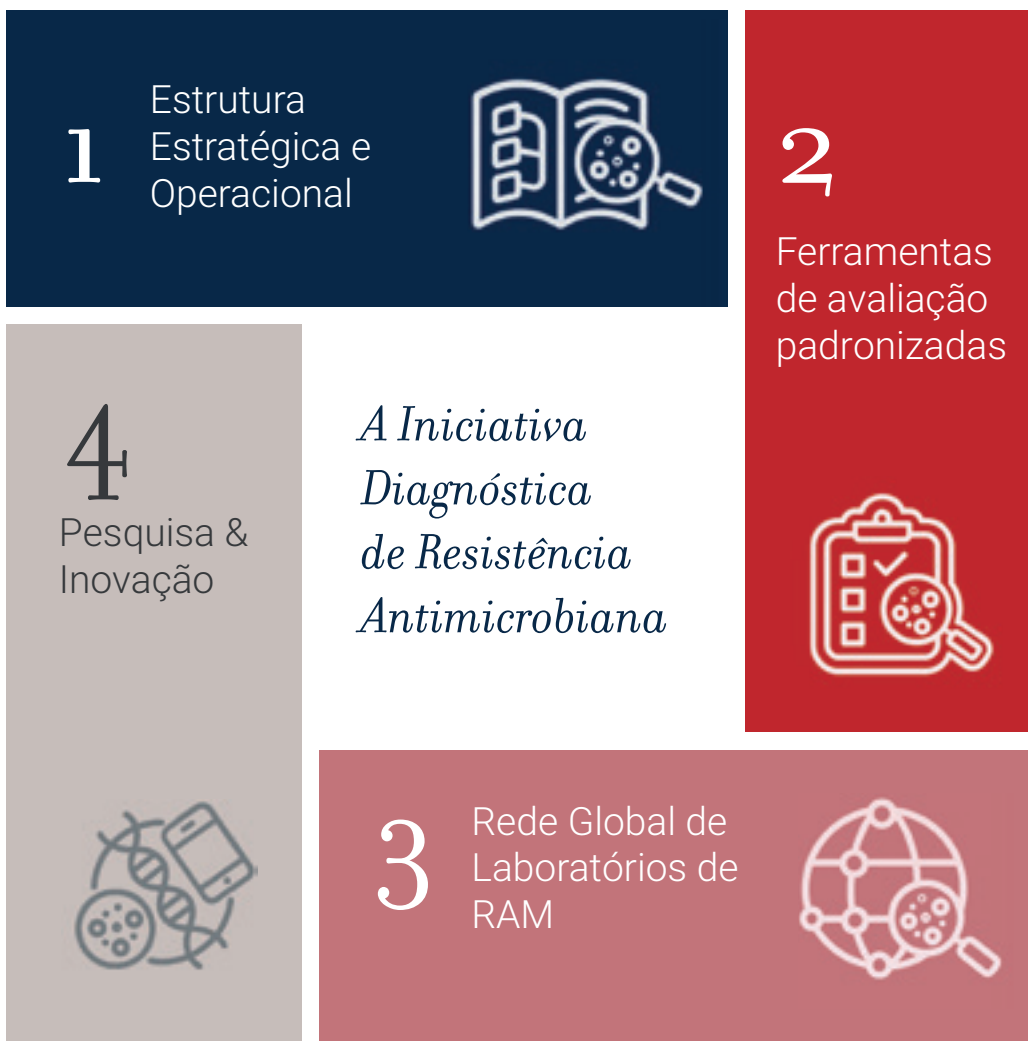 1
Estrutura
Estratégica e
Operacional
2
Ferramentas
de avaliação
padronizadas
A Iniciativa
Diagnóstica
de Resistência
Antimicrobiana
3
Rede Global de
Laboratórios de
RAM
4
Pesquisa &
Inovação